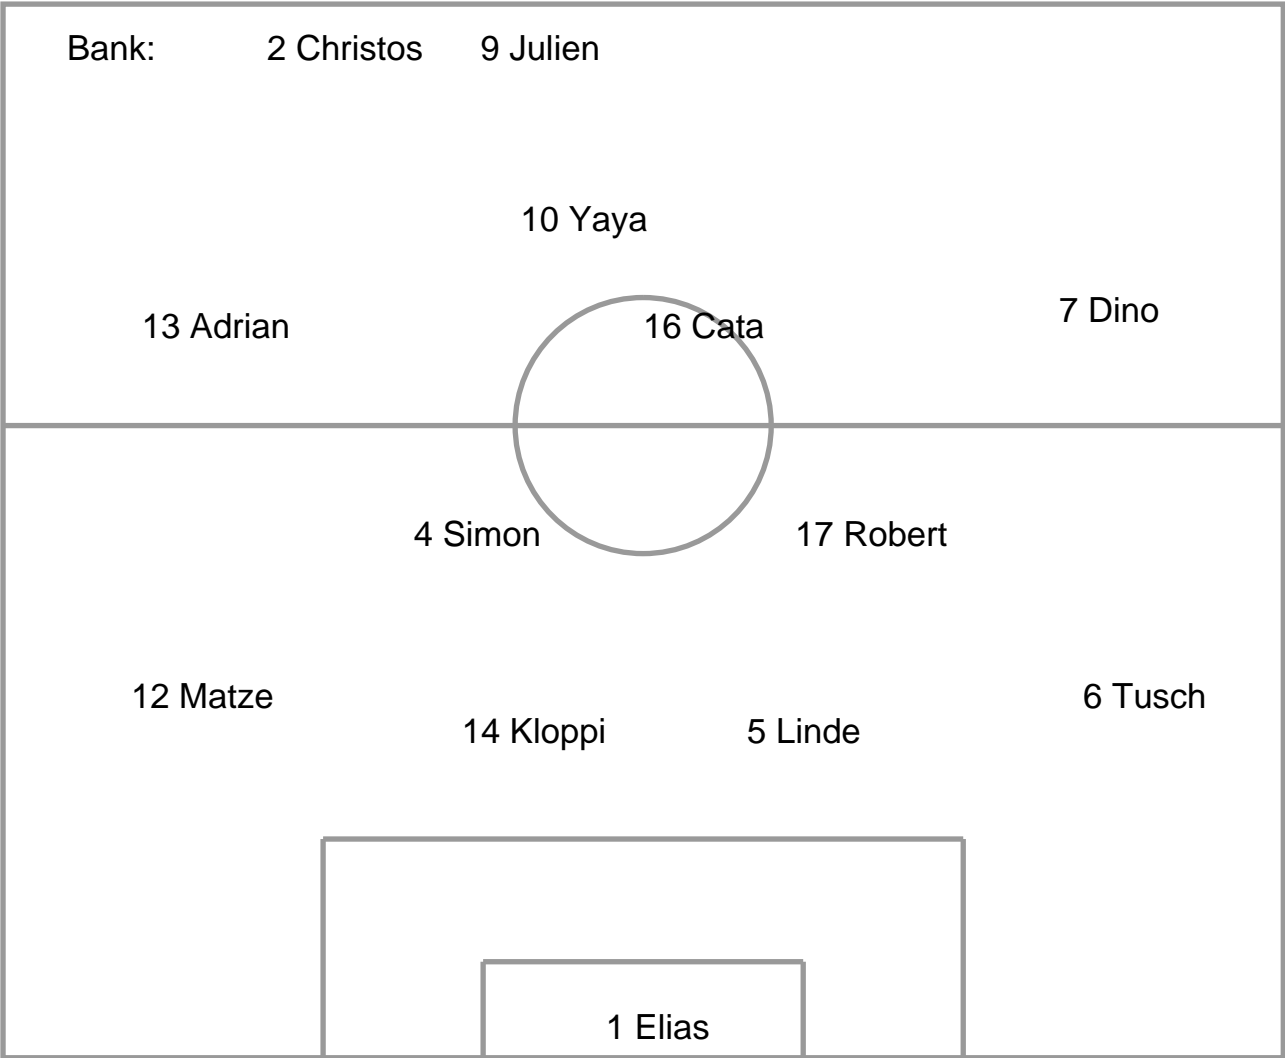 Bank: 2 Christos 9 Julien
10 Yaya
13 Adrian 16 Cata 7 Dino
4 Simon 17 Robert
12 Matze 6 Tusch
14 Kloppi 5 Linde
1 Elias